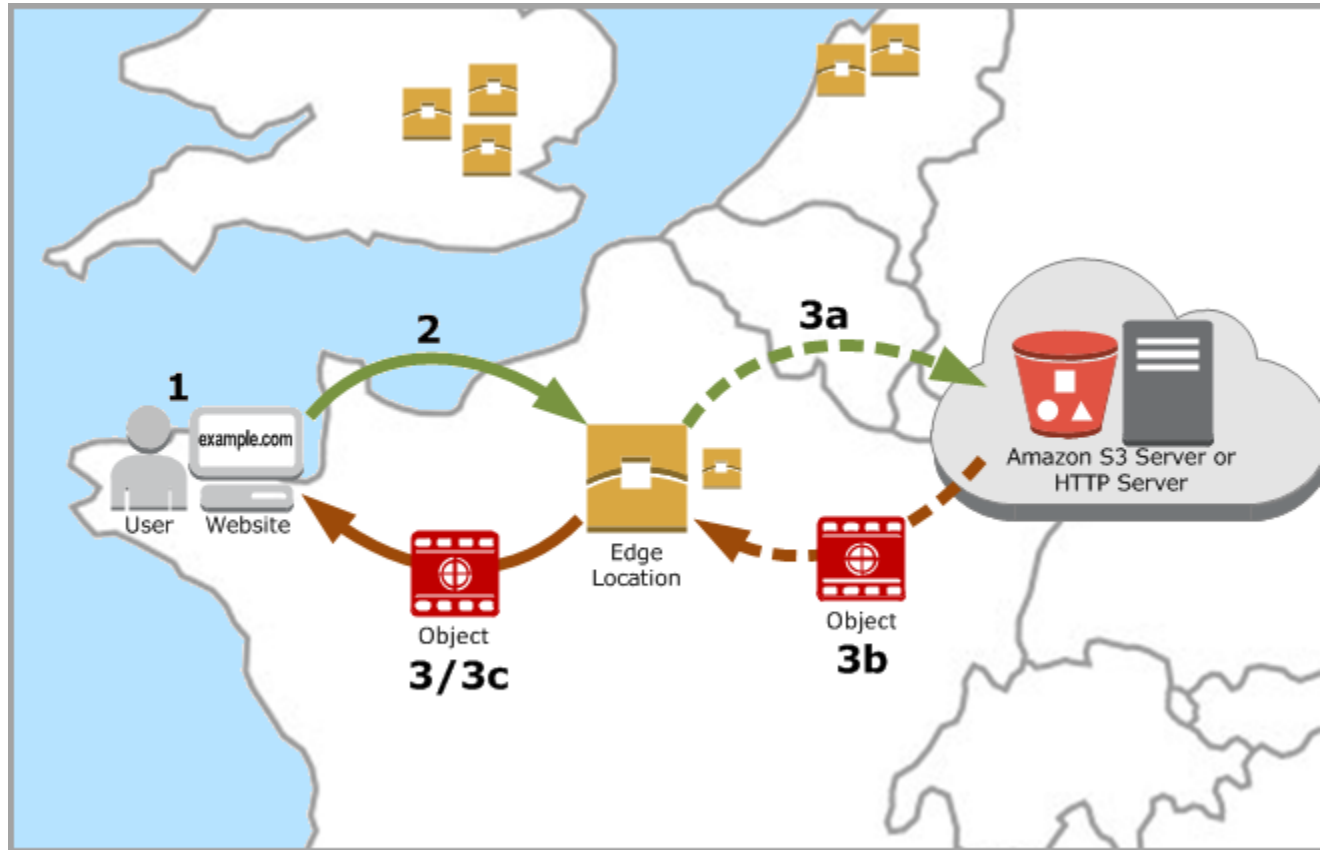 2
3a
1
example.com
User
Website
Edge
Location
Amazon S3 Server or
HTTP Server
Object
3/3c
Object
3b